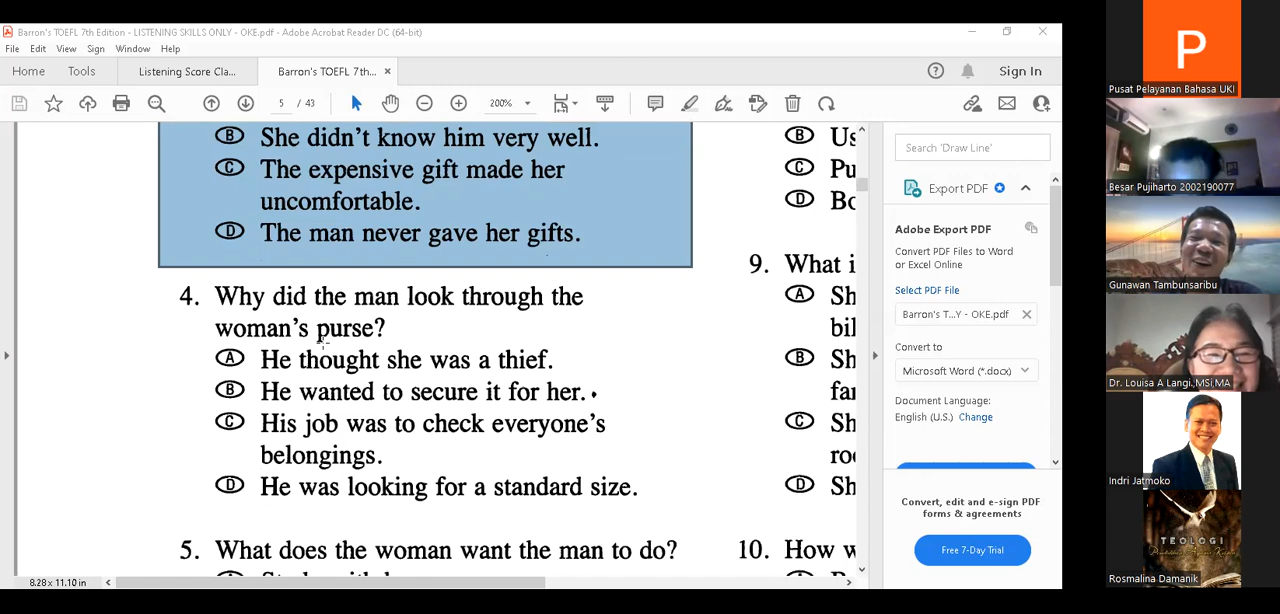 Barron's TOEFL 7th Edition - LISTENING SKILLS ONLY - OKE.pdf - Adobe Acrobat Reader DC (64-bit)
File Edit View Sign Window Help
Home Tools Listening Score Cla... Barron's TOEFL 7th... × Sign In
5 / 43 200%
B She didn't know him very well.
C The expensive gift made her
uncomfortable.
D The man never gave her gifts.
4. Why did the man look through the
woman's purse?
A He thought she was a thief.
B He wanted to secure it for her.
C His job was to check everyone's
belongings.
D He was looking for a standard size.
5. What does the woman want the man to do?
8.28 x 11.10 in
B Us
C Pu
D Bo
9. What i
A Sh
bil
B Sh
far
C Sh
roo
D Sh
10. How w
Search 'Draw Line'
Export PDF
Adobe Export PDF
Convert PDF Files to Word
or Excel Online
Select PDF File
Barron's T...Y - OKE.pdf ×
Convert to
Microsoft Word (*.docx)
Document Language:
English (U.S.) Change
Convert, edit and e-sign PDF
forms & agreements
Free 7-Day Trial
P
Pusat Pelayanan Bahasa UKI
Besar Pujiharto 2002190077
Gunawan Tambunsaribu
Dr. Louisa A Langi,MSi,MA
Indri Jatmoko
TEOLOGI
Rosmalina Damanik